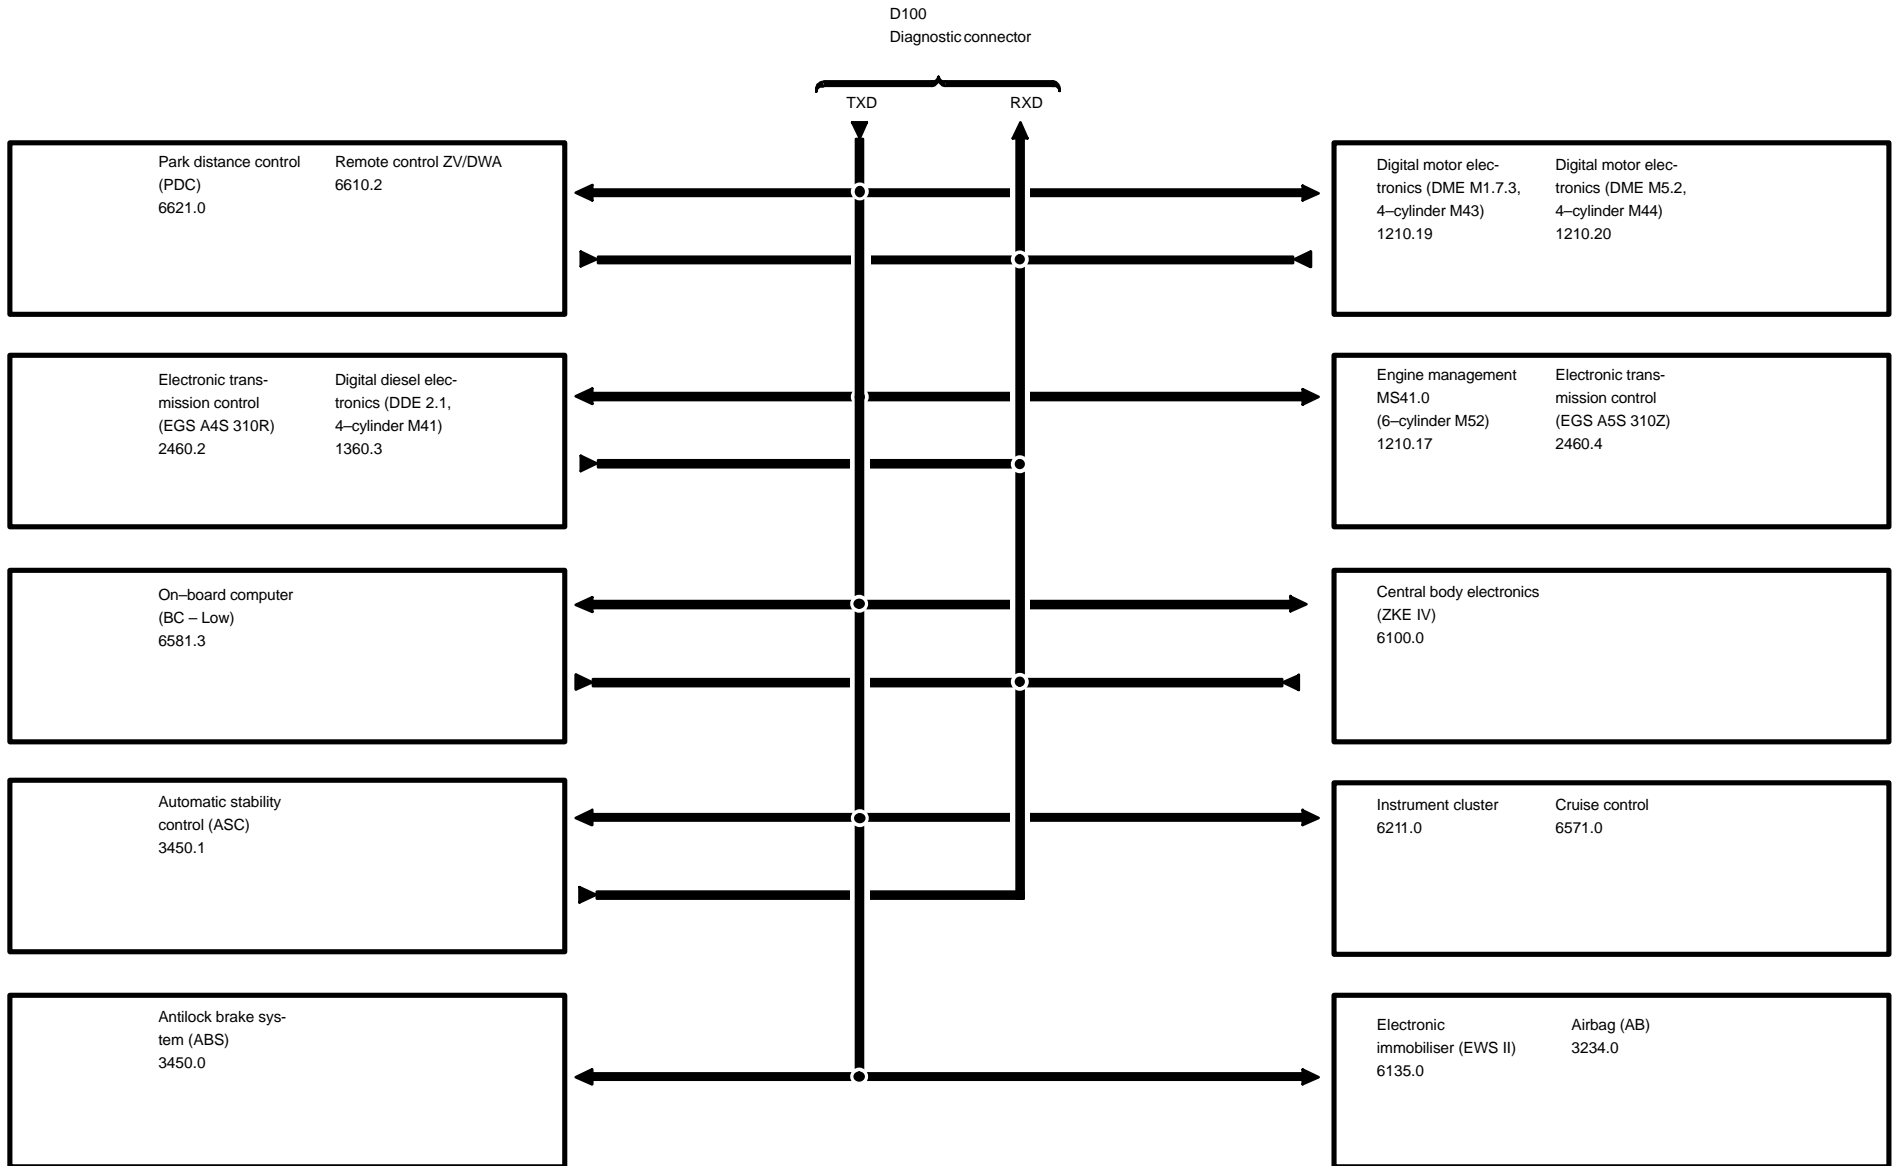 D100
Diagnostic connector
TXD
RXD
Park distance control
(PDC)
6621.0
Remote control ZV/DWA
6610.2
Digital motor elec-
tronics (DME M1.7.3,
4–cylinder M43)
1210.19
Digital motor elec-
tronics (DME M5.2,
4–cylinder M44)
1210.20
Electronic trans-
mission control
(EGS A4S 310R)
2460.2
Digital diesel elec-
tronics (DDE 2.1,
4–cylinder M41)
1360.3
Engine management
MS41.0
(6–cylinder M52)
1210.17
Electronic trans-
mission control
(EGS A5S 310Z)
2460.4
On–board computer
(BC – Low)
6581.3
Central body electronics
(ZKE IV)
6100.0
Automatic stability
control (ASC)
3450.1
Instrument cluster
6211.0
Cruise control
6571.0
Antilock brake sys-
tem (ABS)
3450.0
Electronic
immobiliser (EWS II)
6135.0
Airbag (AB)
3234.0